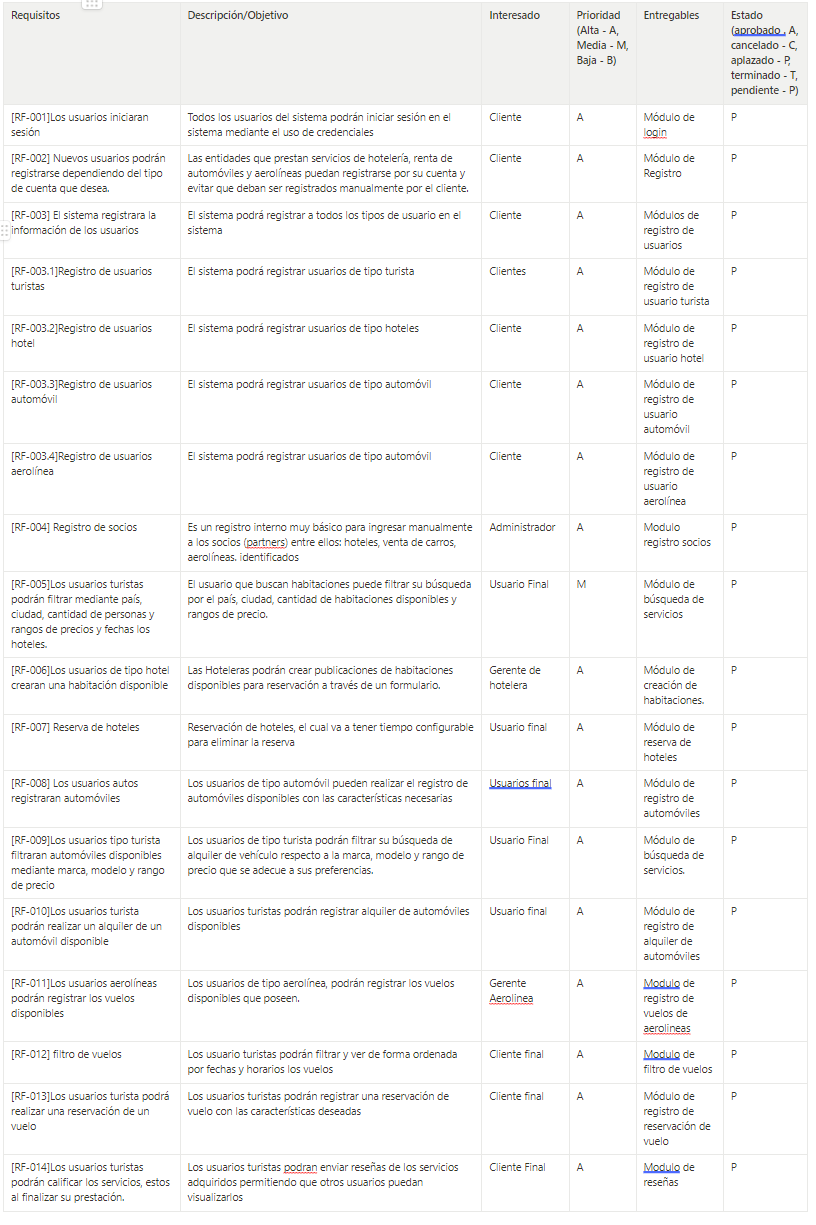 Requisitos
Descripción/Objetivo
Interesado
Prioridad
(Alta - A,
Media - M,
Baja - B)
Entregables
Estado
(aprobado , A,
cancelado - C,
aplazado - P,
terminado - T,
pendiente - P)
[RF-001]Los usuarios iniciaran
sesión
Todos los usuarios del sistema podrán iniciar sesión en el
sistema mediante el uso de credenciales
Cliente
A
Módulo de
login
P
[RF-002] Nuevos usuarios podrán
registrarse dependiendo del tipo
de cuenta que desea.
Las entidades que prestan servicios de hotelería, renta de
automóviles y aerolíneas puedan registrarse por su cuenta y
evitar que deban ser registrados manualmente por el cliente.
Cliente
A
Módulo de
Registro
P
[RF-003] El sistema registrara la
información de los usuarios
El sistema podrá registrar a todos los tipos de usuario en el
sistema
Cliente
A
Módulos de
registro de
usuarios
P
[RF-003.1]Registro de usuarios
turistas
El sistema podrá registrar usuarios de tipo turista
Clientes
A
Módulo de
registro de
usuario turista
P
[RF-003.2]Registro de usuarios
hotel
El sistema podrá registrar usuarios de tipo hoteles
Cliente
A
Módulo de
registro de
usuario hotel
P
[RF-003.3]Registro de usuarios
automóvil
El sistema podrá registrar usuarios de tipo automóvil
Cliente
A
Módulo de
registro de
usuario
automóvil
P
[RF-003.4]Registro de usuarios
aerolínea
El sistema podrá registrar usuarios de tipo automóvil
Cliente
A
Módulo de
registro de
usuario
aerolínea
P
[RF-004] Registro de socios
Es un registro interno muy básico para ingresar manualmente
a los socios (partners) entre ellos: hoteles, venta de carros,
aerolíneas. identificados
Administrador
A
Modulo
registro socios
P
[RF-005]Los usuarios turistas
podrán filtrar mediante país,
ciudad, cantidad de personas y
rangos de precios y fechas los
hoteles.
El usuario que buscan habitaciones puede filtrar su búsqueda
por el país, ciudad, cantidad de habitaciones disponibles y
rangos de precio.
Usuario Final
M
Módulo de
búsqueda de
servicios
P
[RF-006]Los usuarios de tipo hotel
crearan una habitación disponible
Las Hoteleras podrán crear publicaciones de habitaciones
disponibles para reservación a través de un formulario.
Gerente de
hotelera
A
Módulo de
creación de
habitaciones.
P
[RF-007] Reserva de hoteles
Reservación de hoteles, el cual va a tener tiempo configurable
para eliminar la reserva
Usuario final
A
Módulo de
reserva de
hoteles
P
[RF-008] Los usuarios autos
registraran automóviles
Los usuarios de tipo automóvil pueden realizar el registro de
automóviles disponibles con las características necesarias
Usuarios final
A
Módulo de
registro de
automóviles
P
[RF-009]Los usuarios tipo turista
filtraran automóviles disponibles
mediante marca, modelo y rango
de precio
Los usuarios de tipo turista podrán filtrar su búsqueda de
alquiler de vehículo respecto a la marca, modelo y rango de
precio que se adecue a sus preferencias.
Usuario Final
A
Módulo de
búsqueda de
servicios.
P
[RF-010]Los usuarios turista
podrán realizar un alquiler de un
automóvil disponible
Los usuarios turistas podrán registrar alquiler de automóviles
disponibles
Usuario final
A
Módulo de
registro de
alquiler de
automóviles
P
[RF-011]Los usuarios aerolíneas
podrán registrar los vuelos
disponibles
Los usuarios de tipo aerolínea, podrán registrar los vuelos
disponibles que poseen.
Gerente
Aerolinea
A
Modulo de
registro de
vuelos de
aerolineas
P
[RF-012] filtro de vuelos
Los usuario turistas podrán filtrar y ver de forma ordenada
por fechas y horarios los vuelos
Cliente final
A
Modulo de
filtro de vuelos
P
[RF-013]Los usuarios turista podrá
realizar una reservación de un
vuelo
Los usuarios turistas podrán registrar una reservación de
vuelo con las características deseadas
Cliente final
A
Módulo de
registro de
reservación de
vuelo
P
[RF-014]Los usuarios turistas
podrán calificar los servicios, estos
al finalizar su prestación.
Los usuarios turistas podran enviar reseñas de los servicios
adquiridos permitiendo que otros usuarios puedan
visualizarlos
Cliente Final
A
Modulo de
reseñas
P